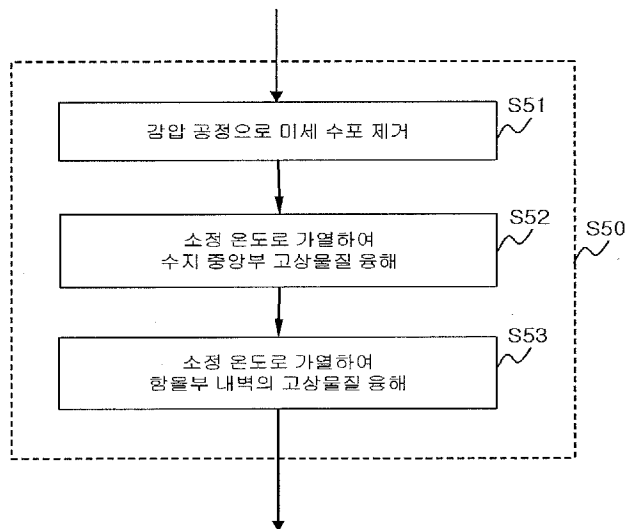 S51
감압 공정으로 미세 수포 제거
S52
소정 온도로 가열하여
수지 중앙부 고상물질 융해
S50
S53
소정 온도로 가열하여
함몰부 내벽의 고상물질 융해